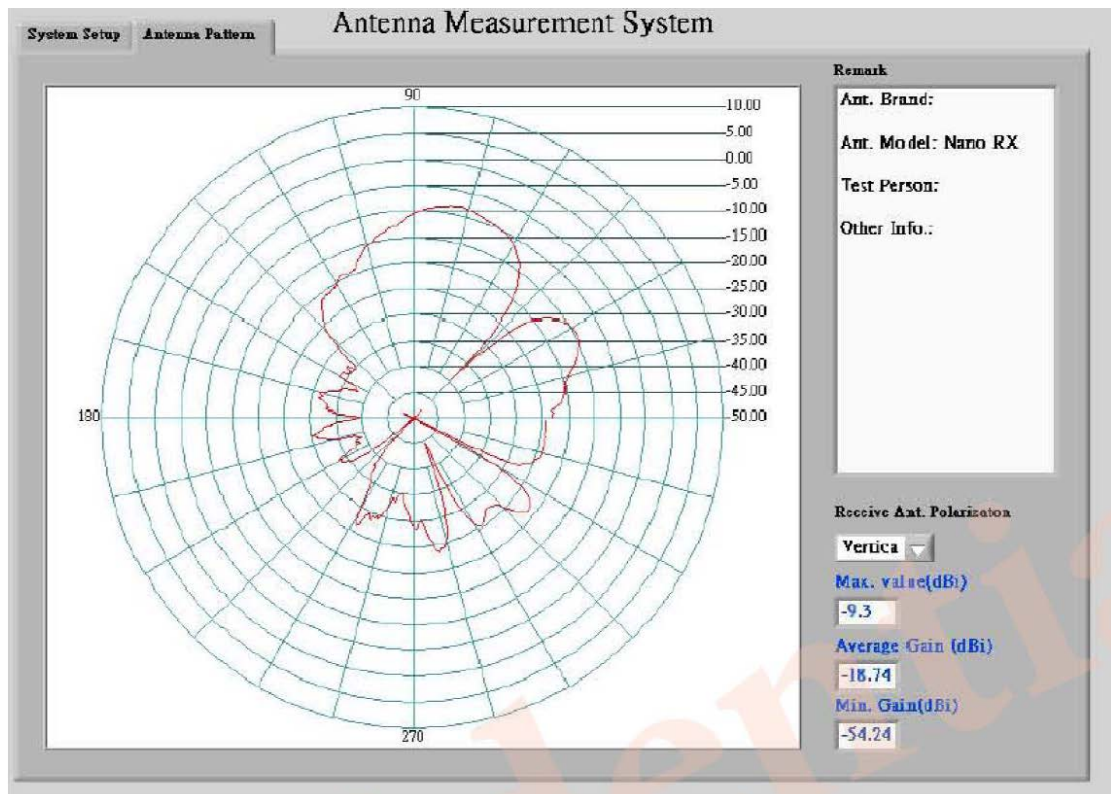 Antenna Measurement System
System Setup
Antenna Pattern
90
10.00
5.00
0.00
-5.00
-10.00
-15.00
-20.00
-25.00
-30.00
-35.00
-40.00
-45.00
-50.00
180
270
Remark
Ant. Brand:
Ant. Model: Nano RX
Test Person:
Other Info.:
Receive Ant. Polarizaton
Vertica
Max. value(dBi)
-9.3
Average Gain (dBi)
-18.74
Min. Gain(dBi)
-54.24